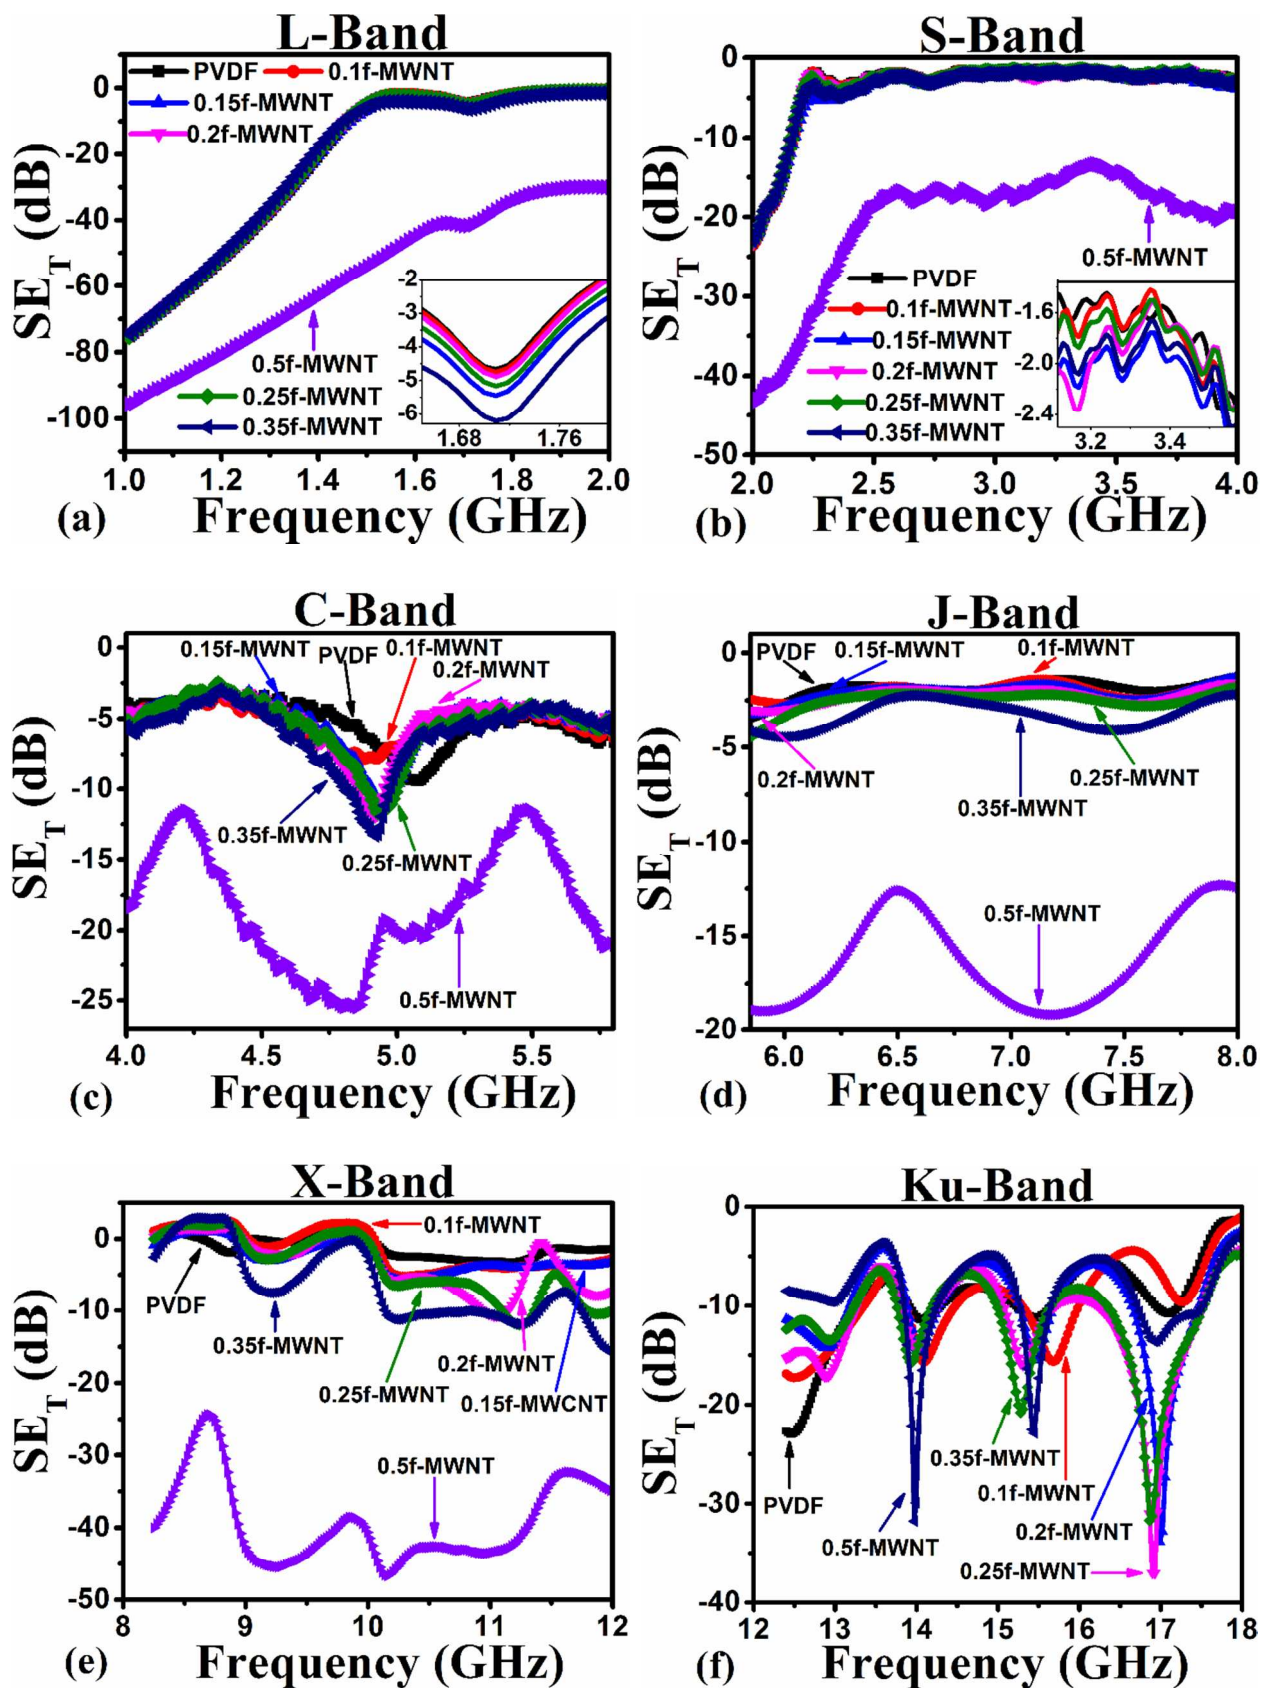 L-Band
PVDF 0.1f-MWNT
0.15f-MWNT
0.2f-MWNT
0.5f-MWNT
0.25f-MWNT
0.35f-MWNT
SE_T (dB)
0
-20
-40
-60
-80
-100
-2
-3
-4
-5
-6
1.68 1.76
1.0 1.2 1.4 1.6 1.8 2.0
(a) Frequency (GHz)
S-Band
0.5f-MWNT
PVDF
0.1f-MWNT
0.15f-MWNT
0.2f-MWNT
0.25f-MWNT
0.35f-MWNT
SE_T (dB)
0
-10
-20
-30
-40
-50
-1.6
-2.0
-2.4
3.2 3.4
2.0 2.5 3.0 3.5 4.0
(b) Frequency (GHz)
C-Band
0.15f-MWNT
PVDF
0.1f-MWNT
0.2f-MWNT
0.35f-MWNT
0.25f-MWNT
0.5f-MWNT
SE_T (dB)
0
-5
-10
-15
-20
-25
4.0 4.5 5.0 5.5
(c) Frequency (GHz)
J-Band
PVDF
0.15f-MWNT
0.1f-MWNT
0.2f-MWNT
0.25f-MWNT
0.35f-MWNT
0.5f-MWNT
SE_T (dB)
0
-5
-10
-15
-20
6.0 6.5 7.0 7.5 8.0
(d) Frequency (GHz)
X-Band
0.1f-MWNT
PVDF
0.35f-MWNT
0.2f-MWNT
0.25f-MWNT
0.15f-MWCNT
0.5f-MWNT
SE_T (dB)
0
-10
-20
-30
-40
-50
8 9 10 11 12
(e) Frequency (GHz)
Ku-Band
0.35f-MWNT
0.1f-MWNT
PVDF
0.2f-MWNT
0.5f-MWNT
0.25f-MWNT
SE_T (dB)
0
-10
-20
-30
-40
12 13 14 15 16 17 18
(f) Frequency (GHz)